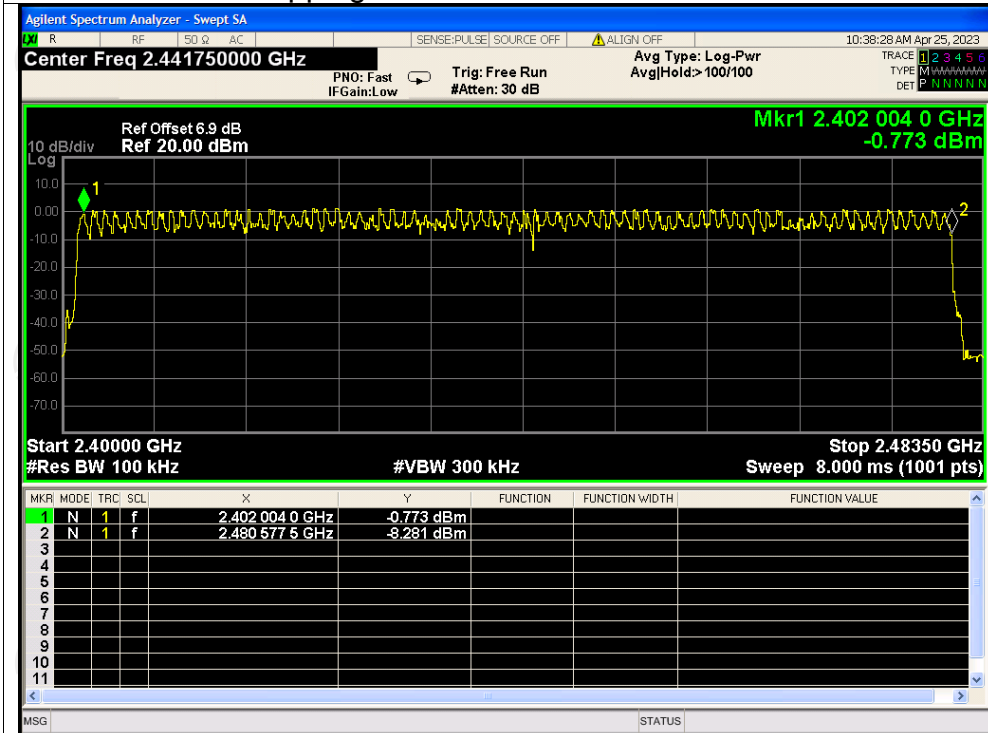 Agilent Spectrum Analyzer - Swept SA
LXI R RF 50 Ω AC SENSE:PULSE SOURCE OFF ALIGN OFF 10:38:28 AM Apr 25, 2023
Center Freq 2.441750000 GHz Avg Type: Log-Pwr TRACE 1 2 3 4 5 6
PNO: Fast Trig: Free Run Avg|Hold:>100/100 TYPE M WWWWW
IFGain:Low #Atten: 30 dB DET P N N N N N
Mkr1 2.402 004 0 GHz
Ref Offset 6.9 dB
10 dB/div Ref 20.00 dBm -0.773 dBm
Log
10.0
1
0.00
2
-10.0
-20.0
-30.0
-40.0
-50.0
-60.0
-70.0
Start 2.40000 GHz Stop 2.48350 GHz
#Res BW 100 kHz #VBW 300 kHz Sweep 8.000 ms (1001 pts)
MKR MODE TRC SCL X Y FUNCTION FUNCTION WIDTH FUNCTION VALUE
1 N 1 f 2.402 004 0 GHz -0.773 dBm
2 N 1 f 2.480 577 5 GHz -8.281 dBm
3
4
5
6
7
8
9
10
11
MSG STATUS